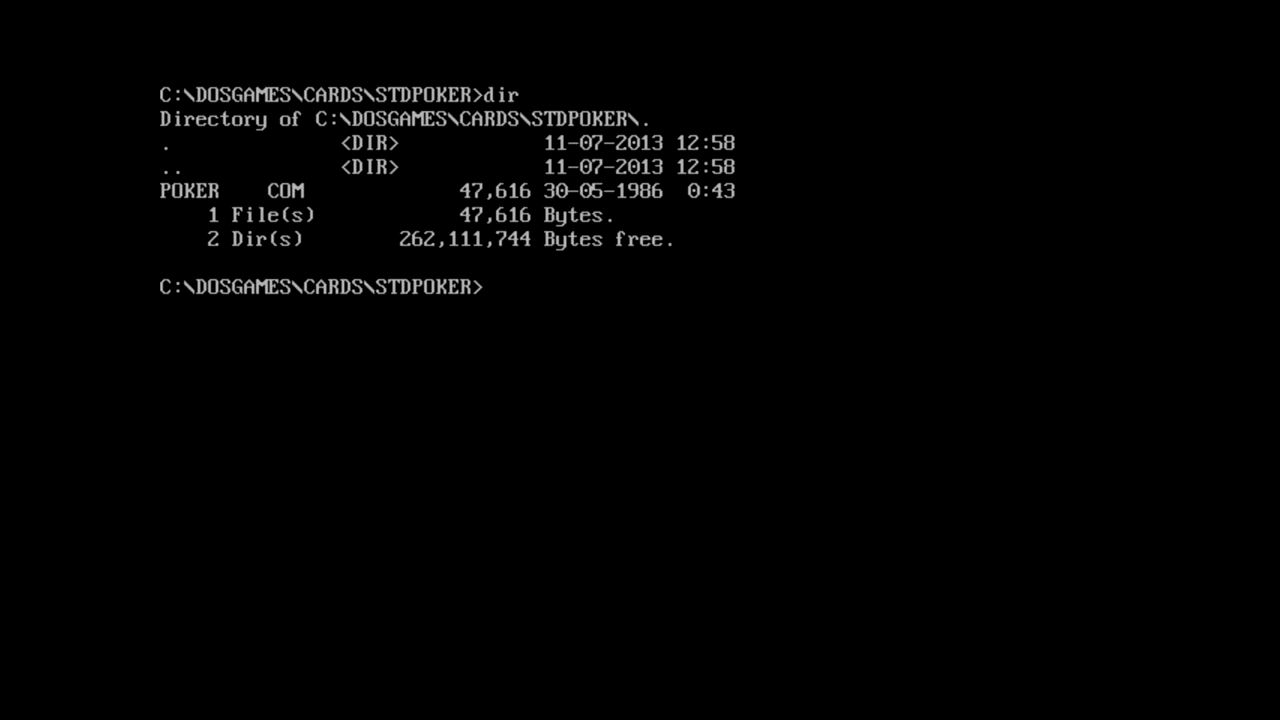 C:\DOSGAMES\CARDS\STDPOKER>dir
Directory of C:\DOSGAMES\CARDS\STDPOKER\.
.              <DIR>            11-07-2013 12:58
..             <DIR>            11-07-2013 12:58
POKER    COM             47,616 30-05-1986  0:43
    1 File(s)            47,616 Bytes.
    2 Dir(s)        262,111,744 Bytes free.
C:\DOSGAMES\CARDS\STDPOKER>